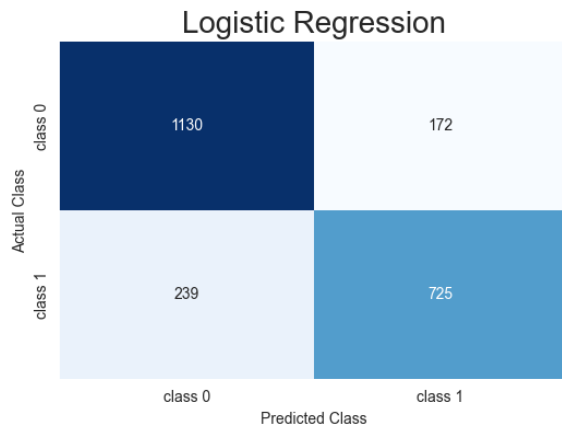 Logistic Regression
Actual Class
class 0
1130
172
class 1
239
725
class 0
class 1
Predicted Class